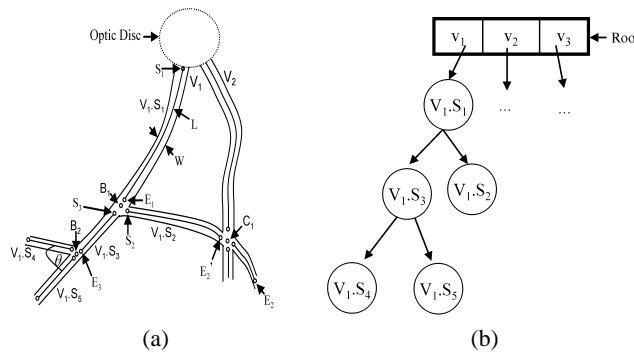 Optic Disc
S1
V1
V2
V1.S1
L
W
B1
E1
S3
S2
V1.S2
C1
B2
V1.S4
θ
V1.S3
E3
V1.S5
E2'
E2
(a)
v1 v2 v3
Roo
V1.S1
... ...
V1.S3
V1.S2
V1.S4
V1.S5
(b)